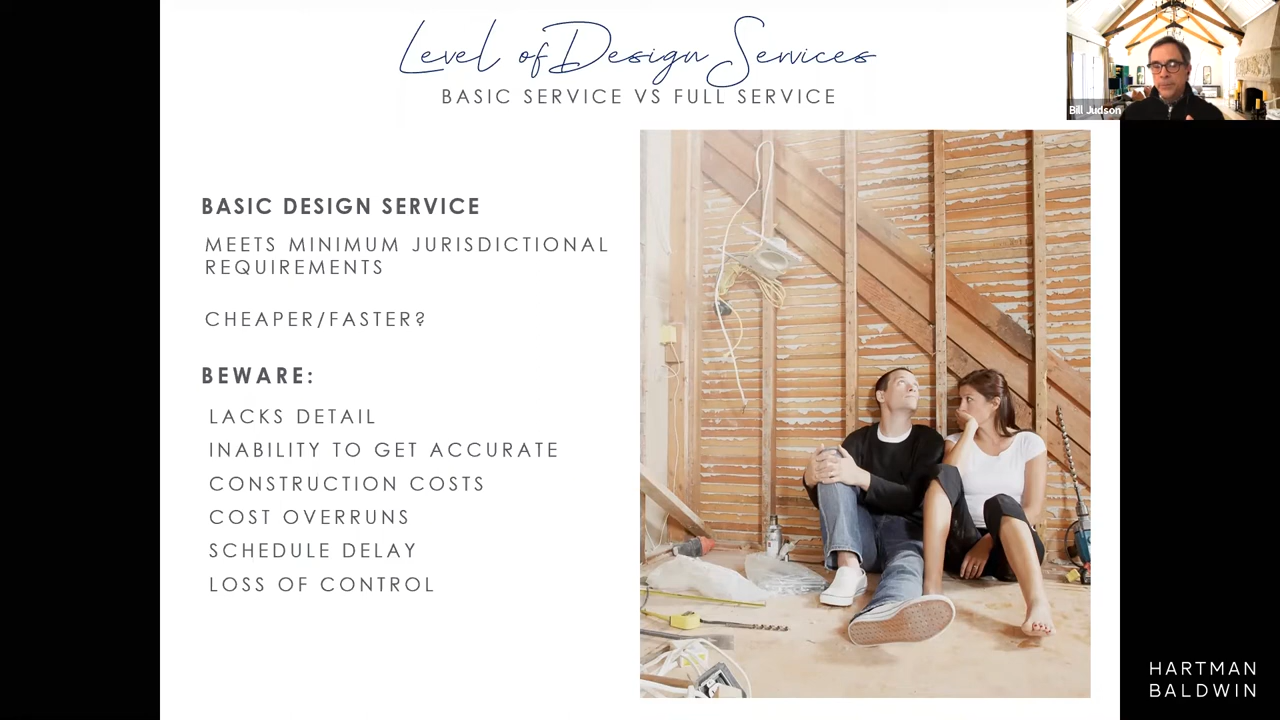 Level of Design Services
BASIC SERVICE VS FULL SERVICE
Bill Judson
BASIC DESIGN SERVICE
MEETS MINIMUM JURISDICTIONAL
REQUIREMENTS
CHEAPER/FASTER?
BEWARE:
LACKS DETAIL
INABILITY TO GET ACCURATE
CONSTRUCTION COSTS
COST OVERRUNS
SCHEDULE DELAY
LOSS OF CONTROL
HARTMAN
BALDWIN